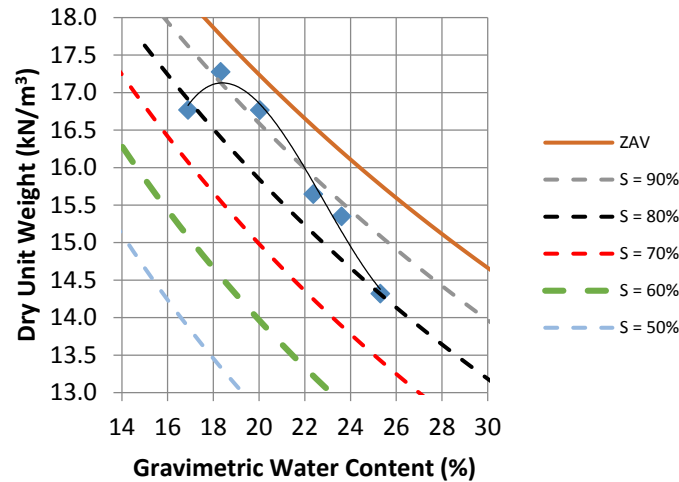 18.0
17.5
17.0
16.5
16.0
15.5
15.0
14.5
14.0
13.5
13.0
Dry Unit Weight (kN/m³)
14 16 18 20 22 24 26 28 30
Gravimetric Water Content (%)
ZAV
S = 90%
S = 80%
S = 70%
S = 60%
S = 50%